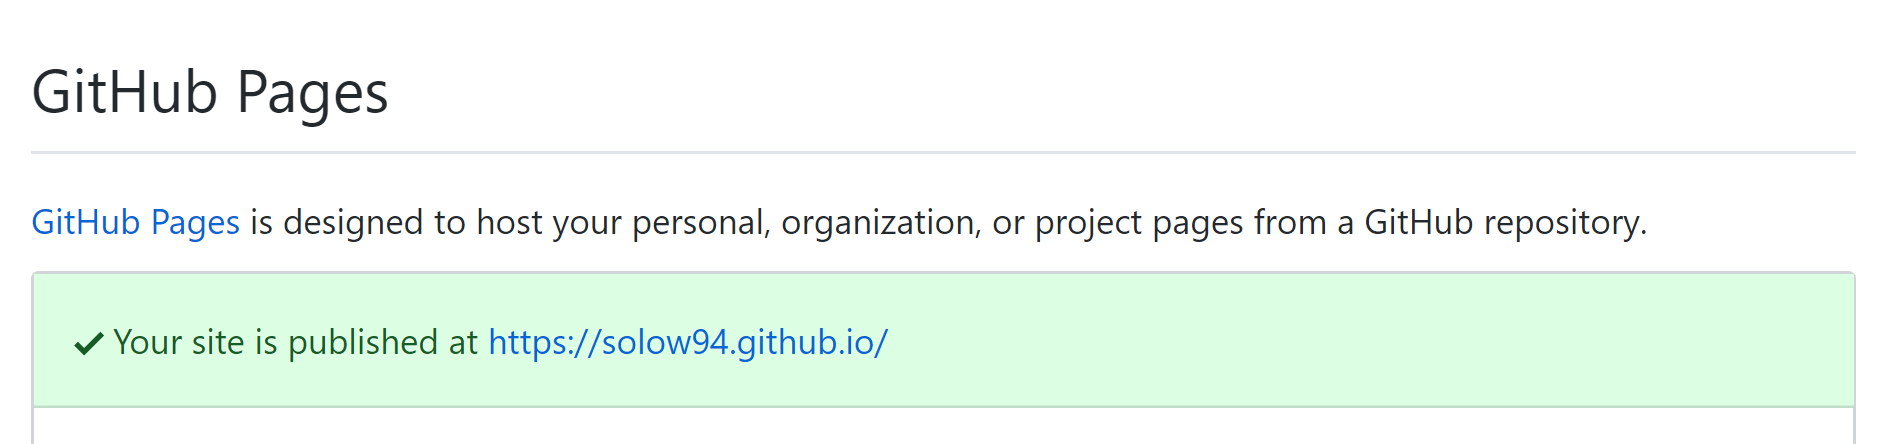 GitHub Pages
GitHub Pages is designed to host your personal, organization, or project pages from a GitHub repository.
Your site is published at https://solow94.github.io/